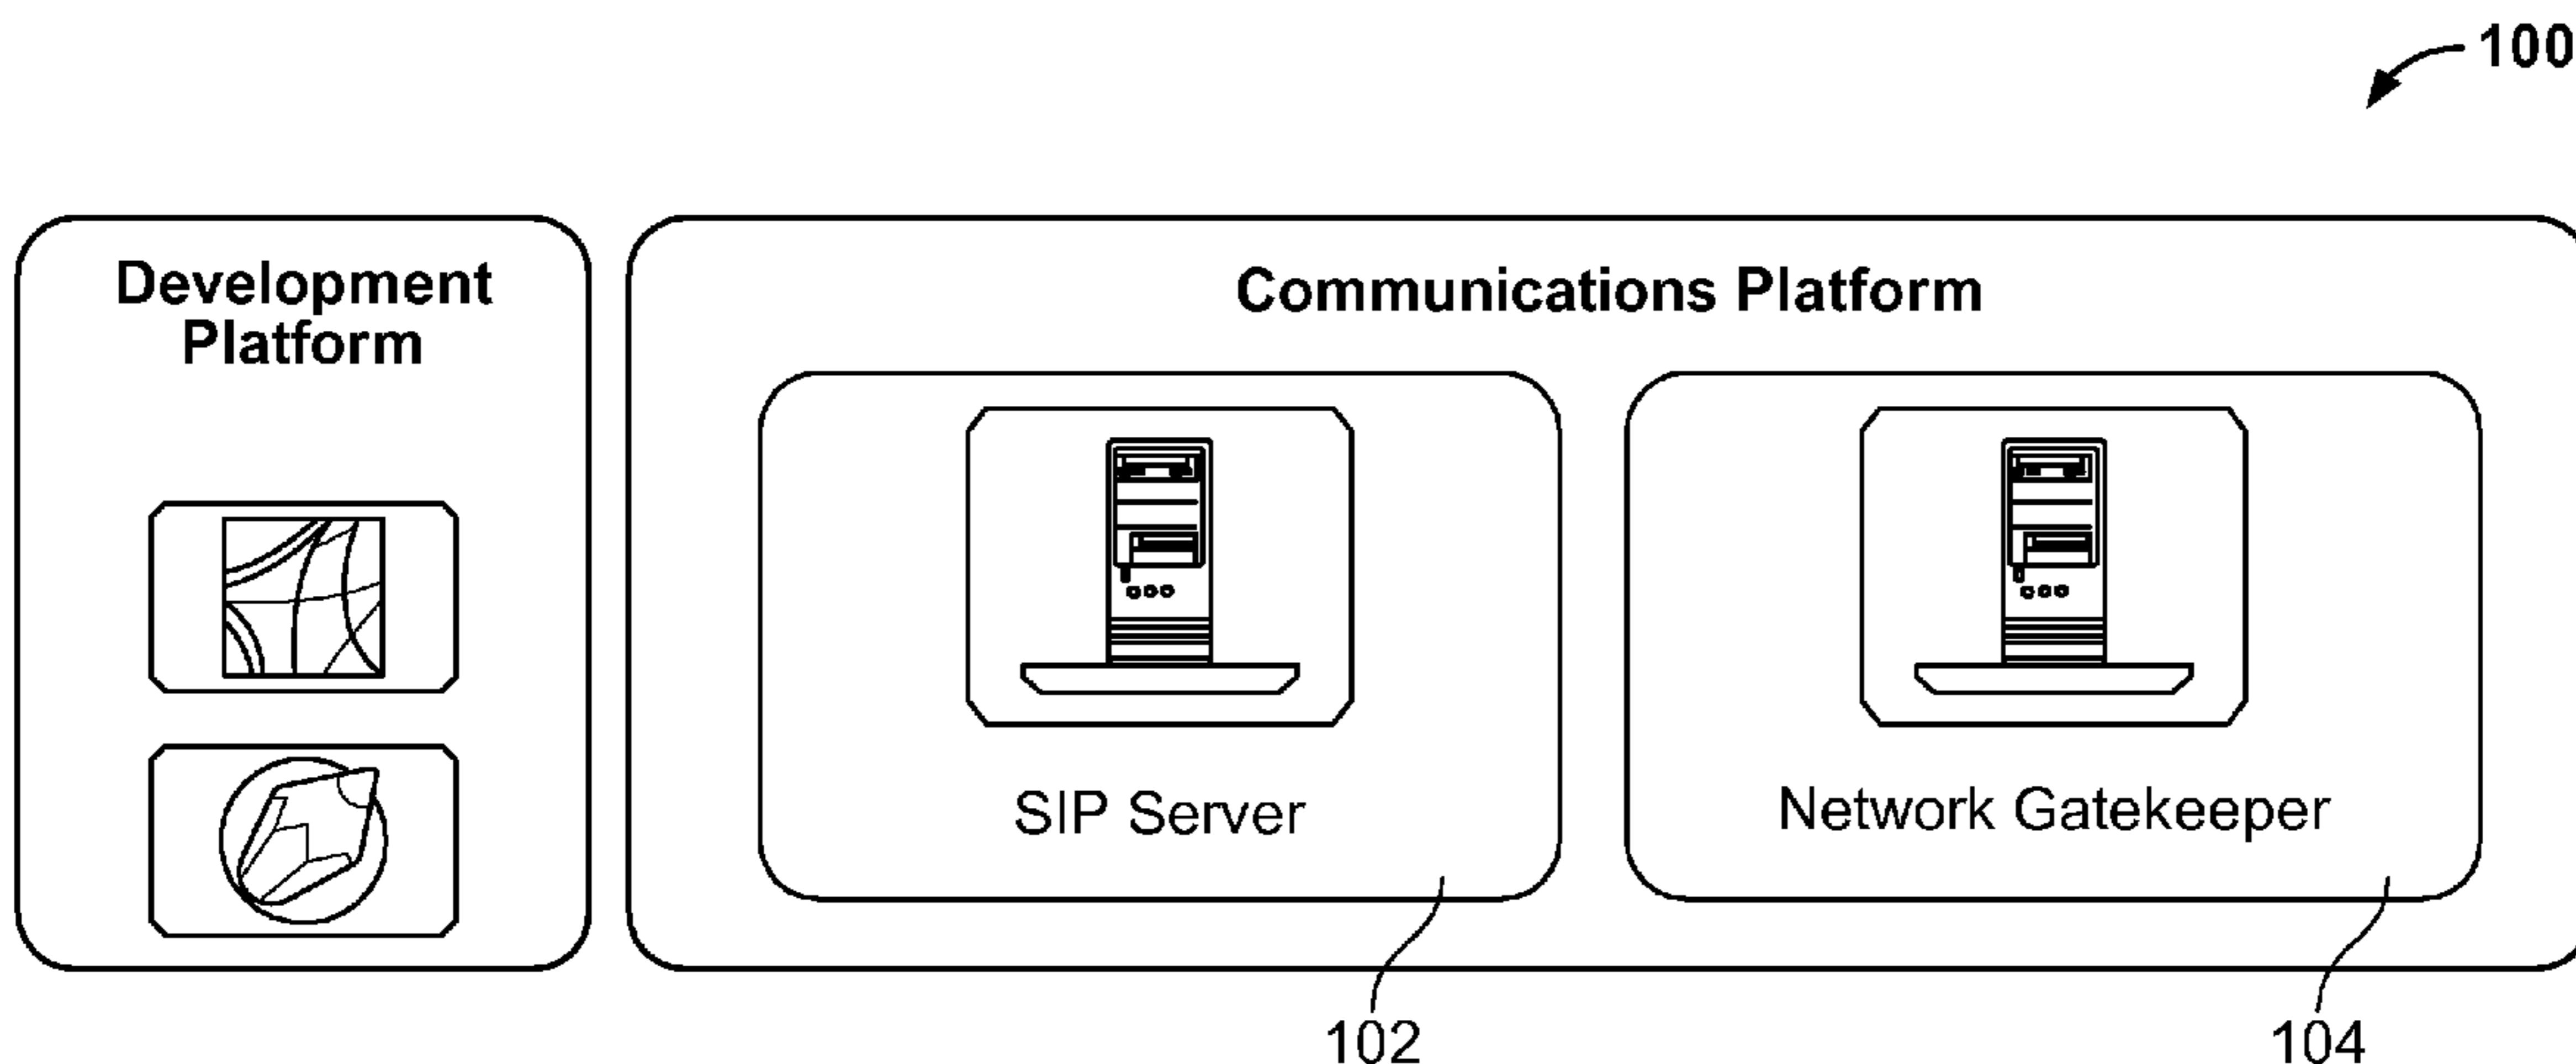 100
Development
Platform
Communications Platform
SIP Server
Network Gatekeeper
102
104